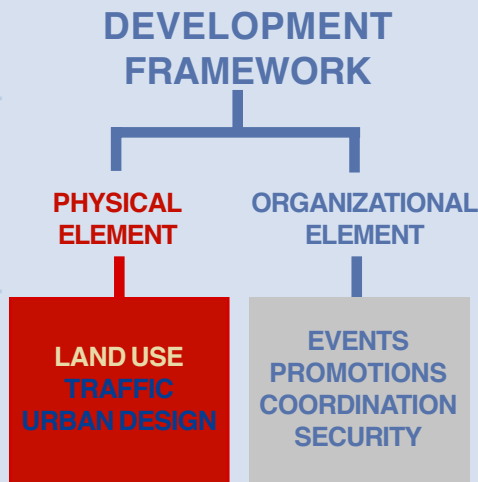 DEVELOPMENT
FRAMEWORK
PHYSICAL
ELEMENT
ORGANIZATIONAL
ELEMENT
LAND USE
TRAFFIC
URBAN DESIGN
EVENTS
PROMOTIONS
COORDINATION
SECURITY